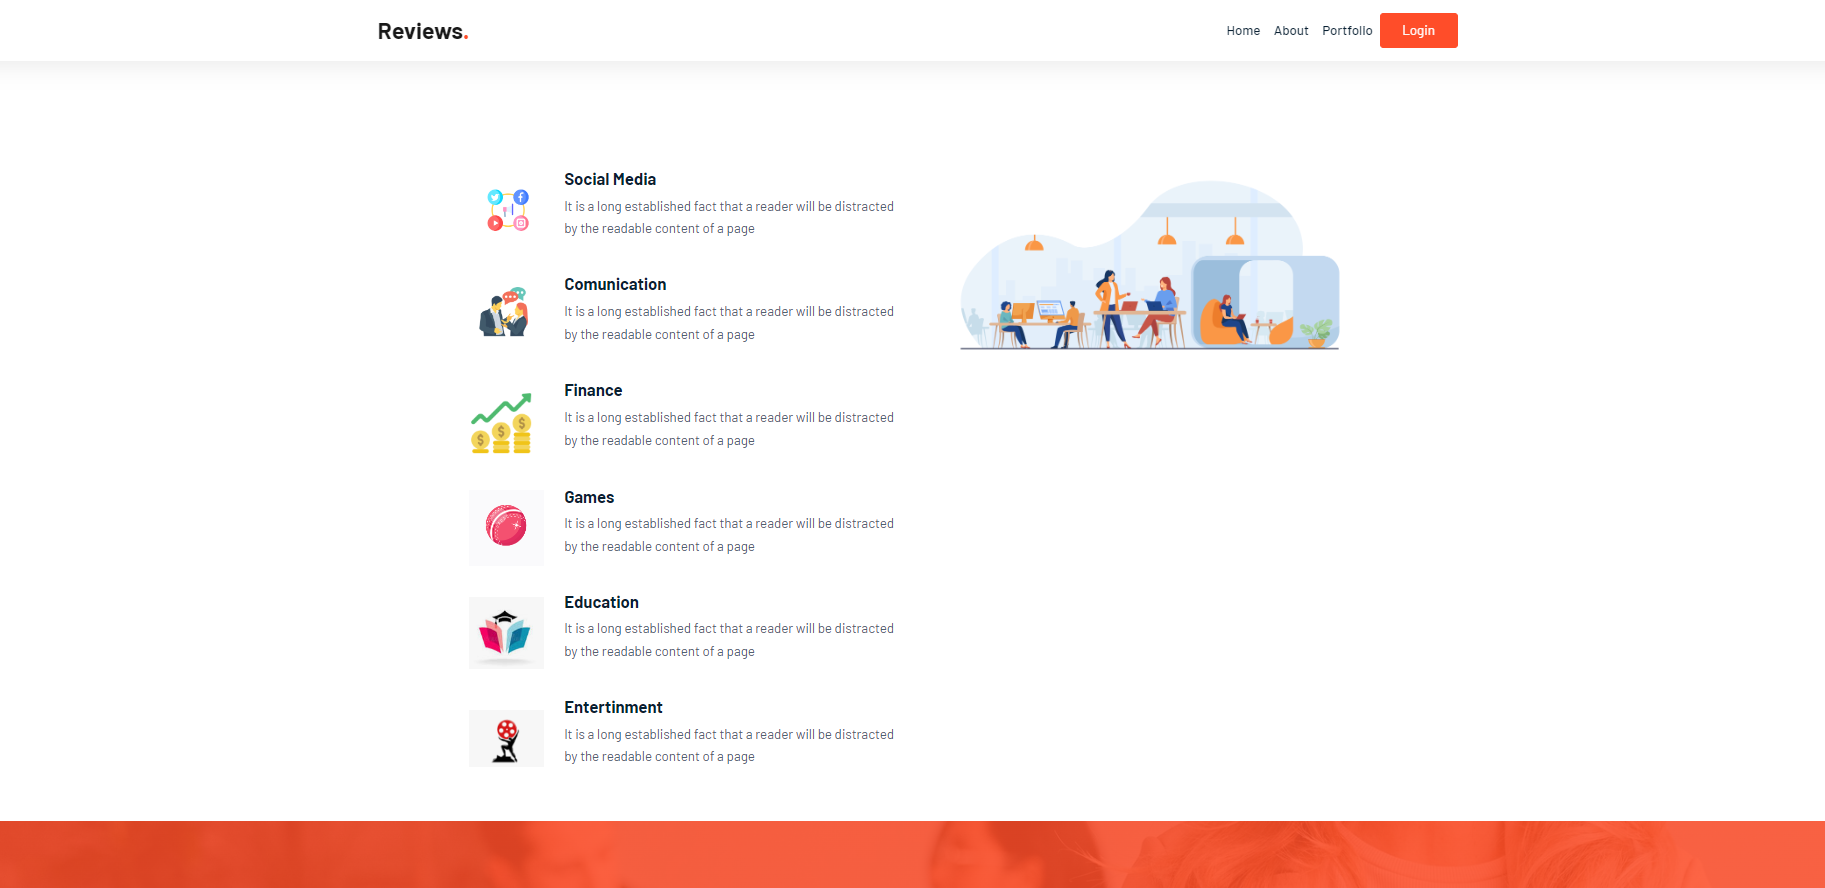 Reviews.
Home About Portfolio Login
Social Media
It is a long established fact that a reader will be distracted
by the readable content of a page
Comunication
It is a long established fact that a reader will be distracted
by the readable content of a page
Finance
It is a long established fact that a reader will be distracted
by the readable content of a page
Games
It is a long established fact that a reader will be distracted
by the readable content of a page
Education
It is a long established fact that a reader will be distracted
by the readable content of a page
Entertinment
It is a long established fact that a reader will be distracted
by the readable content of a page